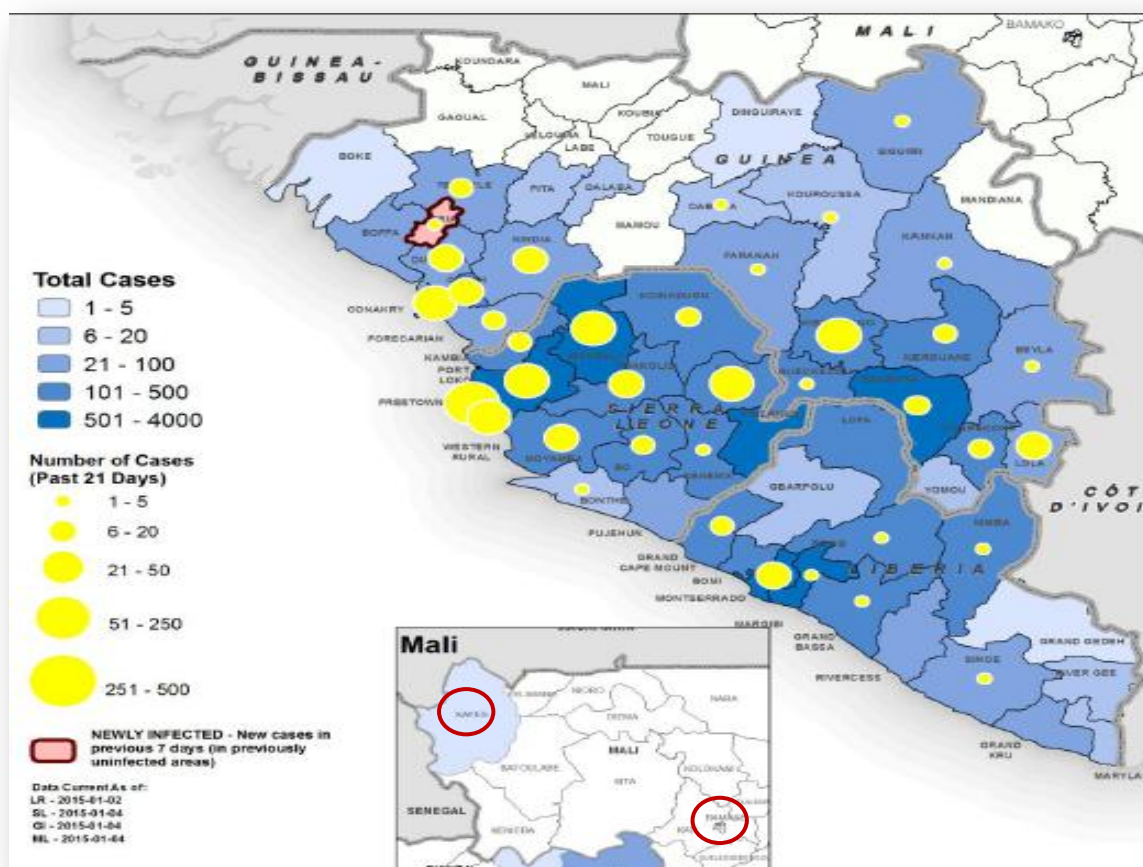 GUINEA-
BISSAU
KOUNDARA
MALI
BAMAKO
MALI
GAOUAL
KOUBIA
TOUGUE
LABE
DINGUIRAYE
GUINEA
SIGUIRI
BOKE
PITA
DALABA
KOUROUSSA
MANDIANA
BOFFA
MAMOU
KINDIA
FARANAH
KANKAN
CONAKRY
FORECARIAH
KAMBIA
PORT
LOKO
FREETOWN
WESTERN
RURAL
KOINADUGU
KEROUANE
BEYLA
SIERRA
LEONE
MOYAMBA
BO
KENEMA
LOFA
LOLA
BONTHE
PUJEHUN
GBARPOLU
YOMOU
NIMBA
CÔT
D'IVOI
GRAND
CAPE MOUNT
BOMI
MONTSERRADO
MARGIBI
GRAND
BASSA
LIBERIA
RIVERCESS
SINOE
GRAND GEDEH
RIVER GEE
GRAND
KRU
MARYLA
Total Cases
1 - 5
6 - 20
21 - 100
101 - 500
501 - 4000
Number of Cases
(Past 21 Days)
1 - 5
6 - 20
21 - 50
51 - 250
251 - 500
NEWLY INFECTED - New cases in
previous 7 days (in previously
uninfected areas)
Data Current As of:
LR - 2015-01-02
SL - 2015-01-04
GI - 2015-01-04
ML - 2015-01-04
Mali
KAYES
NIORO
NARA
MALI
KITA
KENIEBA
SENEGAL